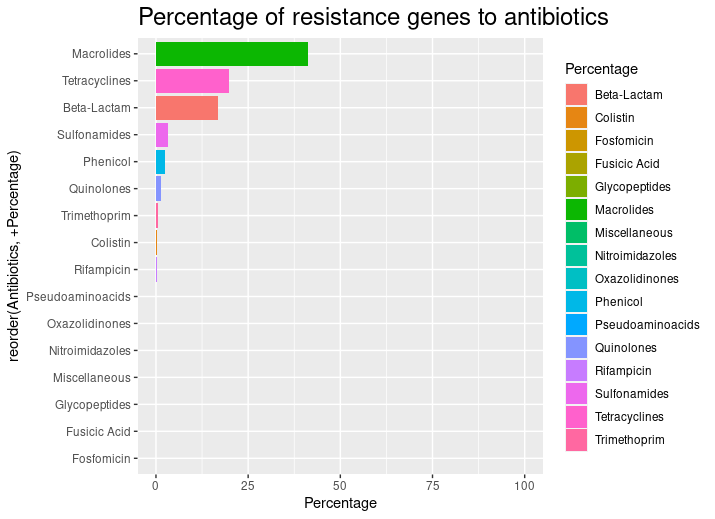 Percentage of resistance genes to antibiotics
reorder(Antibiotics, +Percentage)
Macrolides
Tetracyclines
Beta-Lactam
Sulfonamides
Phenicol
Quinolones
Trimethoprim
Colistin
Rifampicin
Pseudoaminoacids
Oxazolidinones
Nitroimidazoles
Miscellaneous
Glycopeptides
Fusicic Acid
Fosfomicin
0 25 50 75 100
Percentage
Percentage
Beta-Lactam
Colistin
Fosfomicin
Fusicic Acid
Glycopeptides
Macrolides
Miscellaneous
Nitroimidazoles
Oxazolidinones
Phenicol
Pseudoaminoacids
Quinolones
Rifampicin
Sulfonamides
Tetracyclines
Trimethoprim